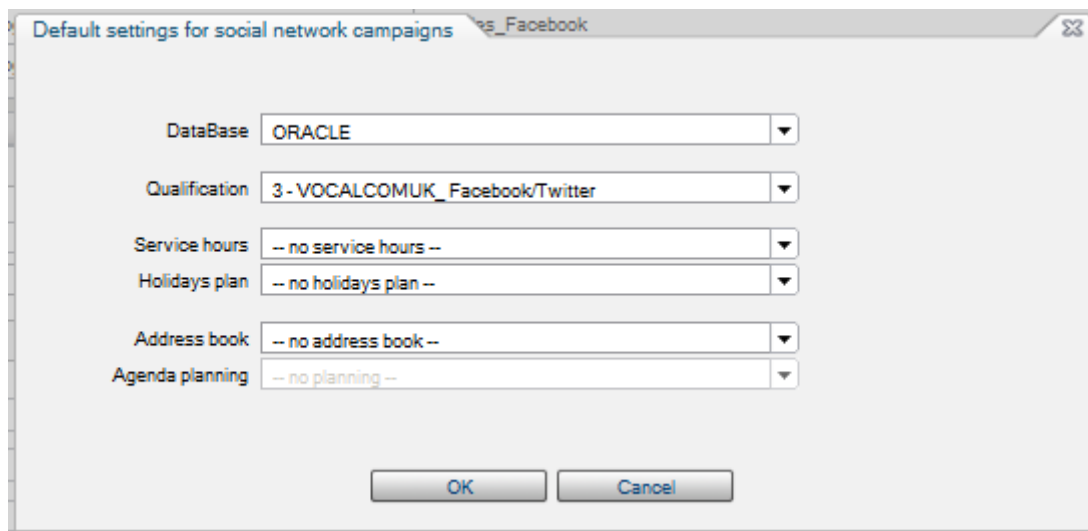 Default settings for social network campaigns
es_Facebook
DataBase ORACLE
Qualification 3 - VOCALCOMUK_ Facebook/Twitter
Service hours -- no service hours --
Holidays plan -- no holidays plan --
Address book -- no address book --
Agenda planning -- no planning --
OK Cancel